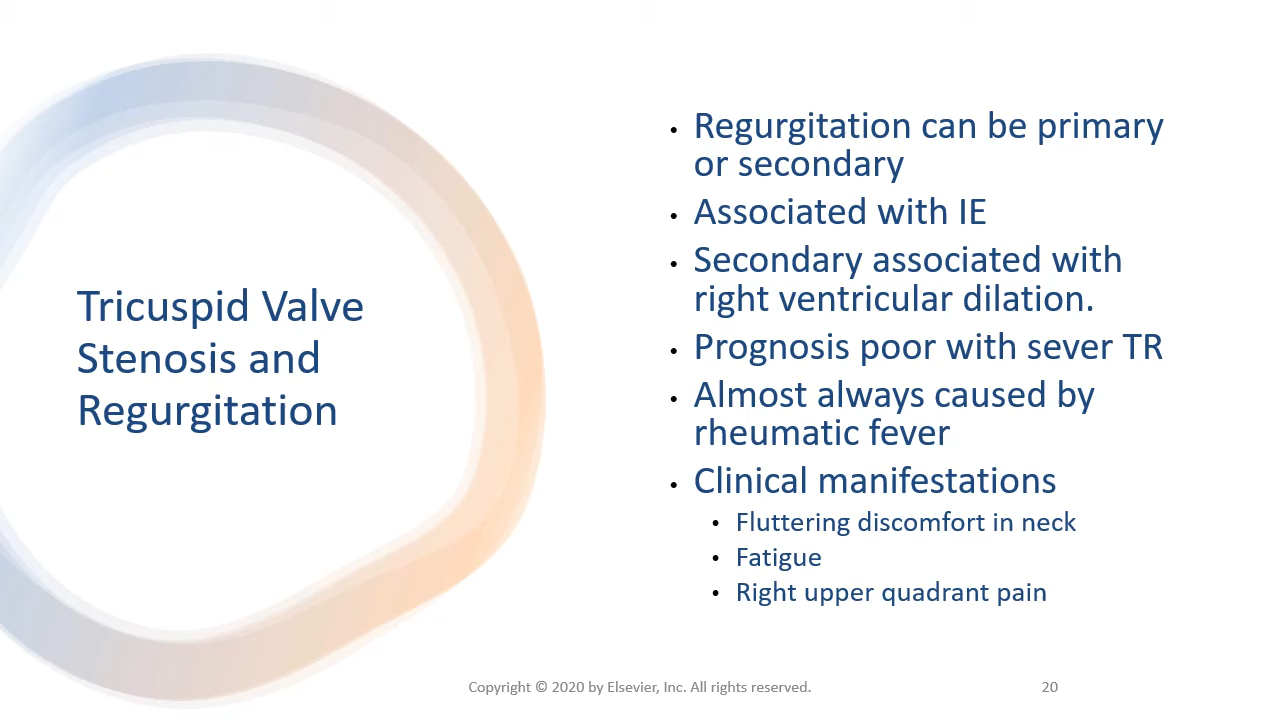 Tricuspid Valve
Stenosis and
Regurgitation
• Regurgitation can be primary
or secondary
• Associated with IE
• Secondary associated with
right ventricular dilation.
• Prognosis poor with sever TR
• Almost always caused by
rheumatic fever
• Clinical manifestations
• Fluttering discomfort in neck
• Fatigue
• Right upper quadrant pain
Copyright © 2020 by Elsevier, Inc. All rights reserved.
20